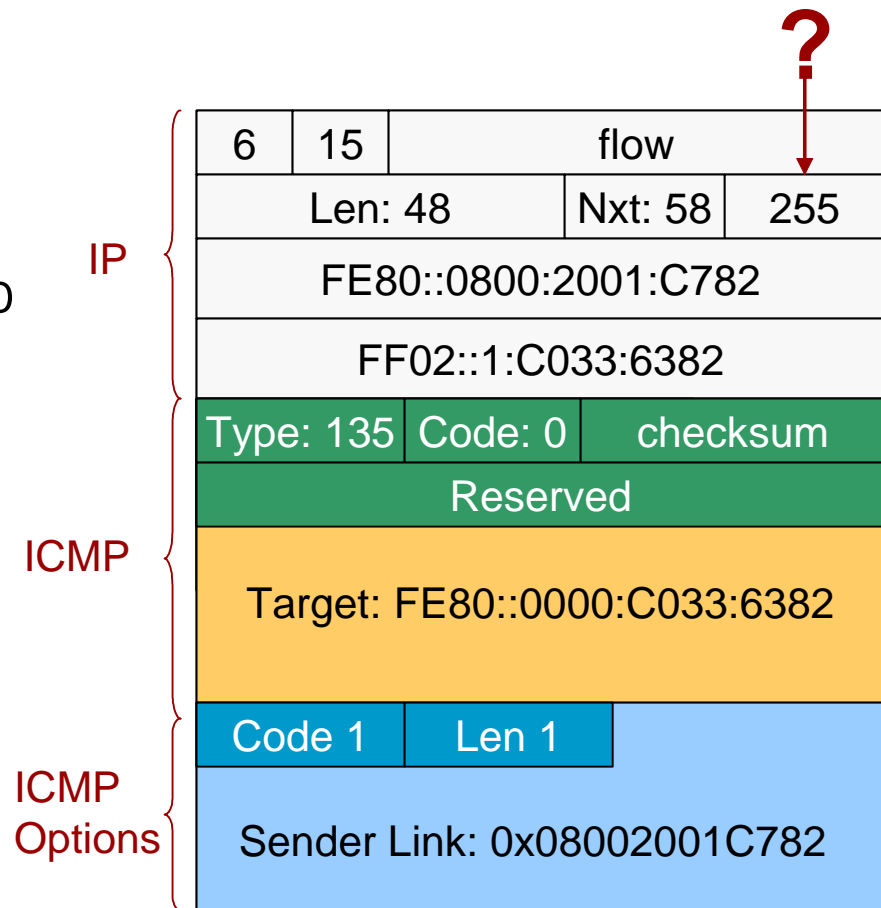 ?
6 15 flow
Len: 48 Nxt: 58 255
IP
FE80::0800:2001:C782
0
FF02::1:C033:6382
Type: 135 Code: 0 checksum
Reserved
ICMP
Target: FE80::0000:C033:6382
Code 1 Len 1
ICMP
Options
Sender Link: 0x08002001C782